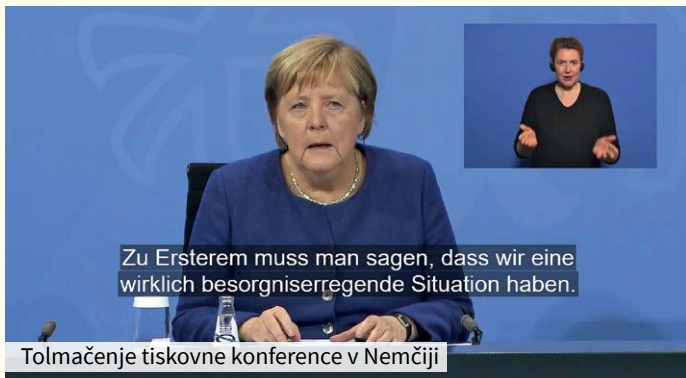 Zu Ersterem muss man sagen, dass wir eine
wirklich besorgniserregende Situation haben.
Tolmačenje tiskovne konference v Nemčiji